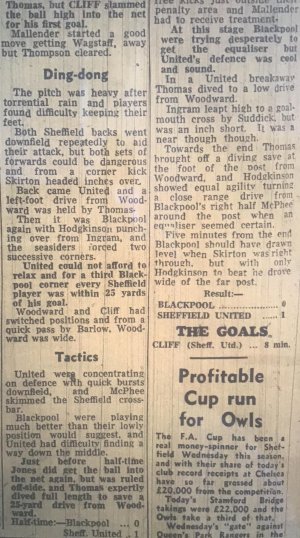 Thomas, but CLIFF slammed
the ball high into the net
for his first goal.
Mallender started a good
move getting Wagstaff, away
but Thompson cleared.
Ding-dong
The pitch was heavy after
torrential rain and players
found difficulty keeping their
feet.
Both Sheffield backs went
downfield repeatedly to aid
their attack, but both sets of
forwards could be dangerous
and from a corner kick
Skirton headed inches over.
Back came United and a
left-foot drive from Wood-
ward was held by Thomas.
Then it was Blackpool
again with Hodgkinson punch-
ing over from Ingram, and
the seasiders forced two
successive corners.
United could not afford to
relax and for a third Black-
pool corner every Sheffield
player was within 25 yards
of his goal.
Woodward and Cliff had
switched positions and from a
quick pass by Barlow, Wood-
ward was wide.
Tactics
United were concentrating
on defence with quick bursts
downfield, and McPhee
skimmed the Sheffield cross-
bar.
Blackpool were playing
much better than their lowly
position would suggest, and
United had difficulty finding a
way down the middle.
Just before half-time
Jones did get the ball into
the net again, but was ruled
off-side, and Thomas expertly
dived full length to save a
25-yard drive from Wood-
ward.
Half-time:—Blackpool ... 0
Sheff. United . 1
free kicks just outside their
penalty area and Mallender
had to receive treatment.
At this stage Blackpool
were trying desperately to
get the equaliser but
United's defence was cool
and sound.
In a United breakaway
Thomas dived to a low drive
from Woodward.
Ingram leapt high to a goal-
mouth cross by Suddick, but
was an inch short. It was a
near though though.
Towards the end Thomas
brought off a diving save at
the foot of the post from
Woodward, and Hodgkinson
showed equal agility turning
a close range drive from
Blackpool's right half McPhee
around the post when an
equaliser seemed certain.
Five minutes from the end
Blackpool should have drawn
level when Skirton was right
through, but with only
Hodgkinson to beat he drove
wide of the far post.
Result:—
BLACKPOOL ............... 0
SHEFFIELD UNITED ...... 1
THE GOALS
CLIFF (Sheff. Utd.) ... 8 min.
Profitable
Cup run
for Owls
The F.A. Cup has been a
real money-spinner for Shef-
field Wednesday this season,
and with their share of today's
club record receipts at Chelsea
have so far grossed about
£20,000 from the competition.
Today's Stamford Bridge
takings were £22,000 and the
Owls take a third of that.
Wednesday's "gate" against
Queen's Park Rangers in the